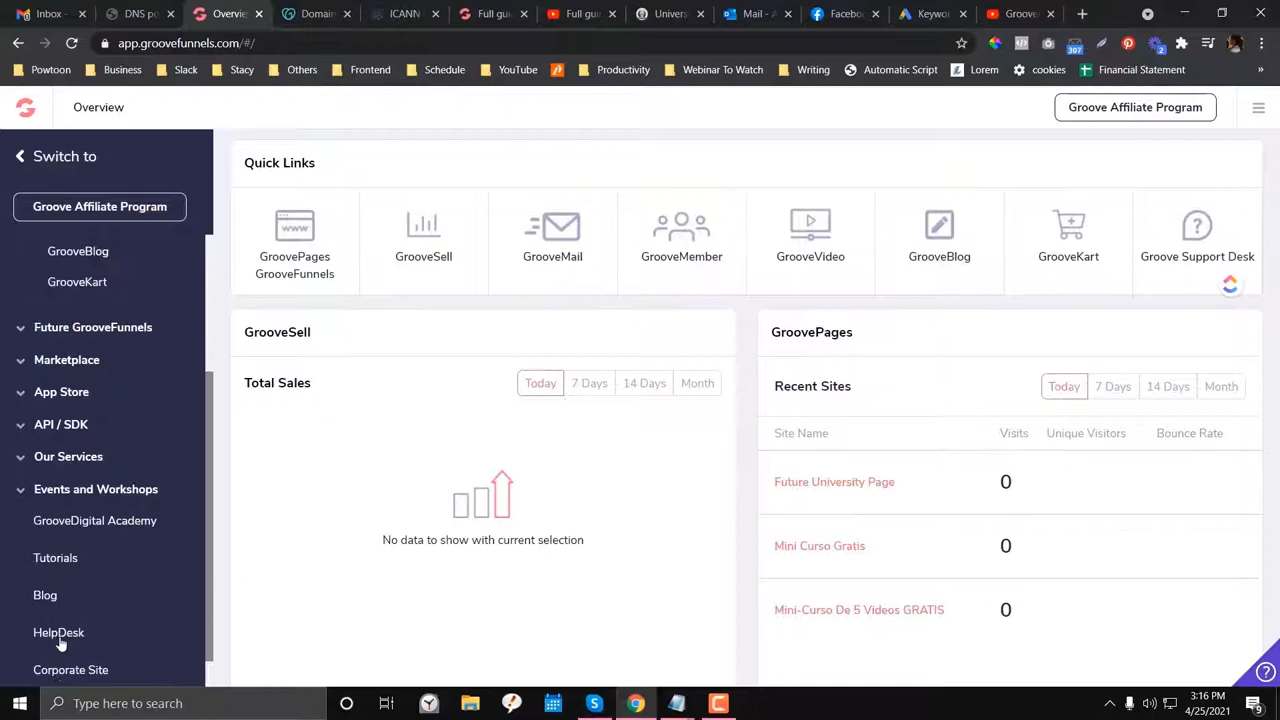 Gmail
DNS po
Overvie
Domain
ICANN
Full gui
Full gui
Univers
Mail - A
Faceboo
Keywor
Groover
app.groovefunnels.com/#/
307
2
Powtoon
Business
Slack
Stacy
Others
Frontend
Schedule
YouTube
Productivity
Webinar To Watch
Writing
Automatic Script
Lorem
cookies
Financial Statement
Overview
Groove Affiliate Program
Switch to
Groove Affiliate Program
GrooveBlog
GrooveKart
Future GrooveFunnels
Marketplace
App Store
API / SDK
Our Services
Events and Workshops
GrooveDigital Academy
Tutorials
Blog
HelpDesk
Corporate Site
Quick Links
www
GroovePages
GrooveFunnels
GrooveSell
GrooveMail
GrooveMember
GrooveVideo
GrooveBlog
GrooveKart
Groove Support Desk
GrooveSell
Total Sales
Today
7 Days
14 Days
Month
No data to show with current selection
GroovePages
Recent Sites
Today
7 Days
14 Days
Month
Site Name
Visits
Unique Visitors
Bounce Rate
Future University Page
0
Mini Curso Gratis
0
Mini-Curso De 5 Videos GRATIS
0
Type here to search
3:16 PM
4/25/2021